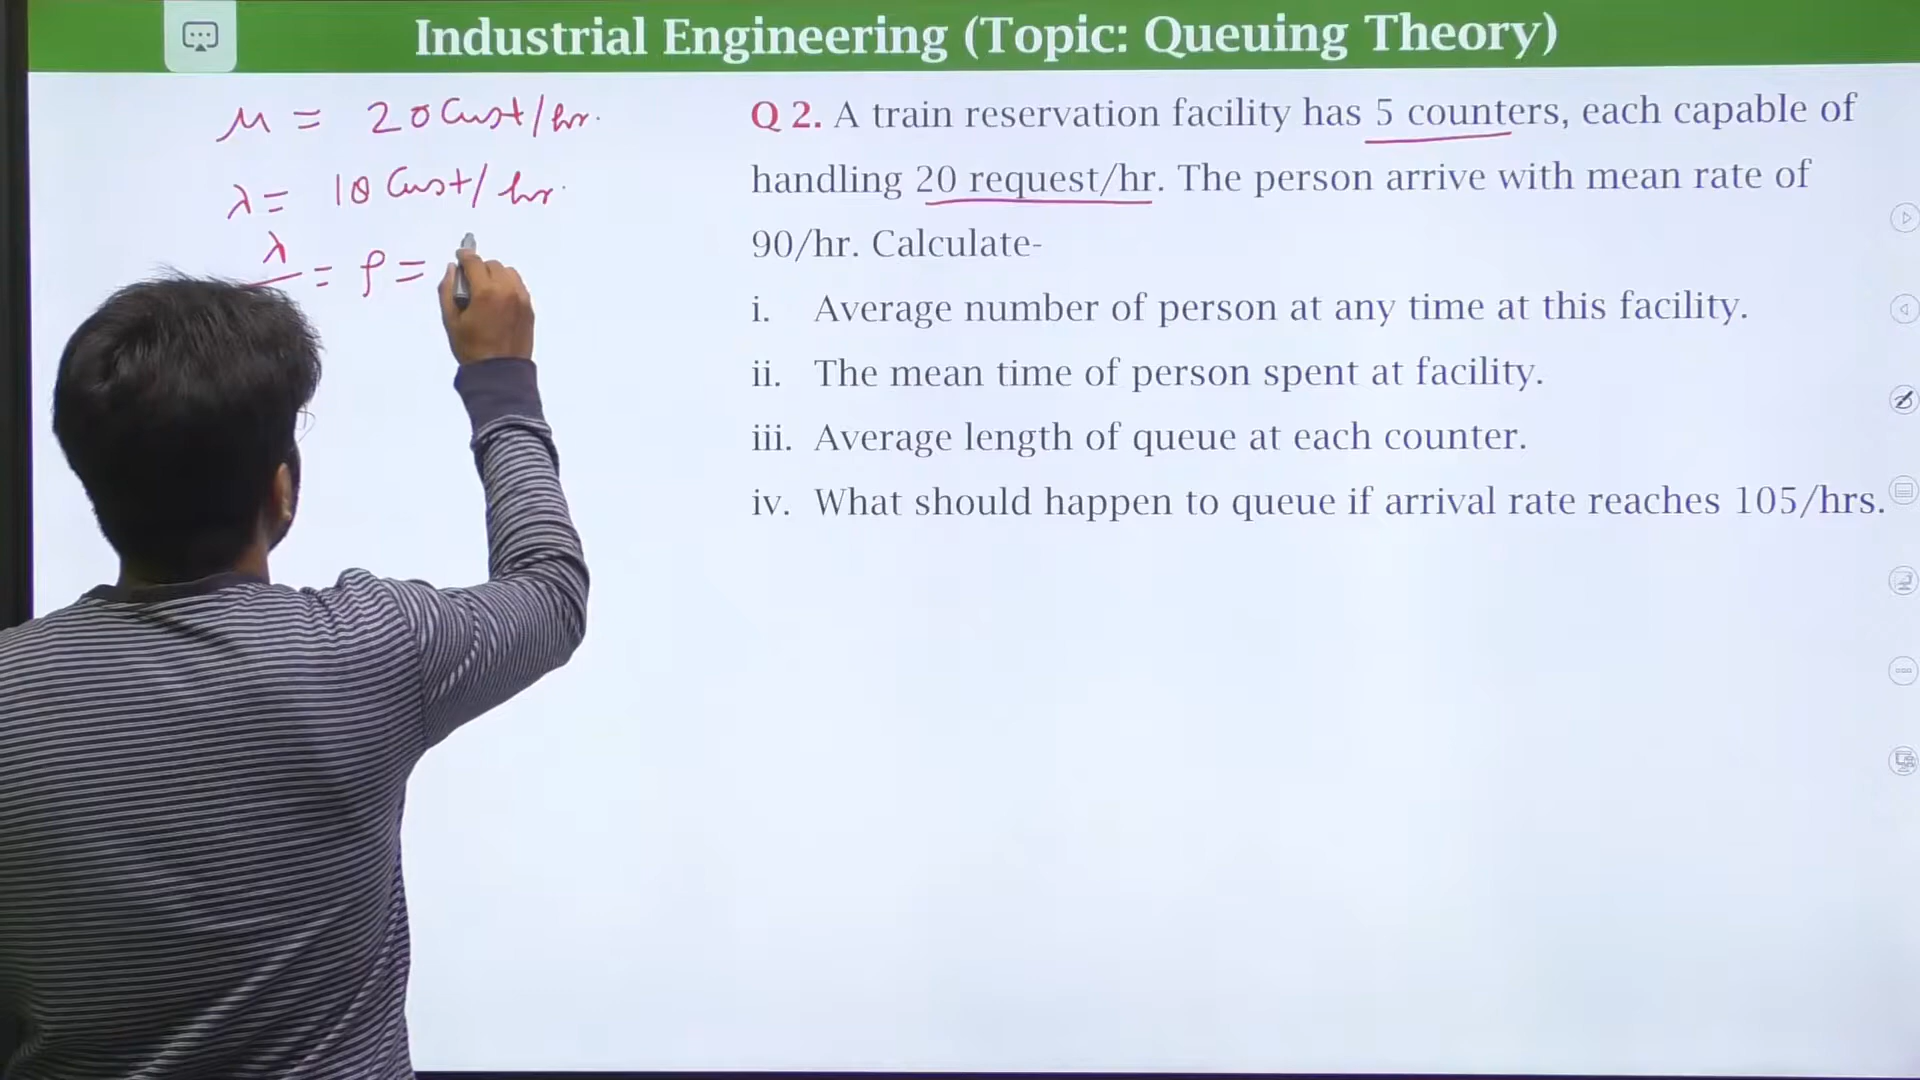 Industrial Engineering (Topic: Queuing Theory)
μ = 20 Cust/hr.
λ = 18 Cust/hr.
λ
= ρ =
Q 2. A train reservation facility has 5 counters, each capable of
handling 20 request/hr. The person arrive with mean rate of
90/hr. Calculate-
i. Average number of person at any time at this facility.
ii. The mean time of person spent at facility.
iii. Average length of queue at each counter.
iv. What should happen to queue if arrival rate reaches 105/hrs.